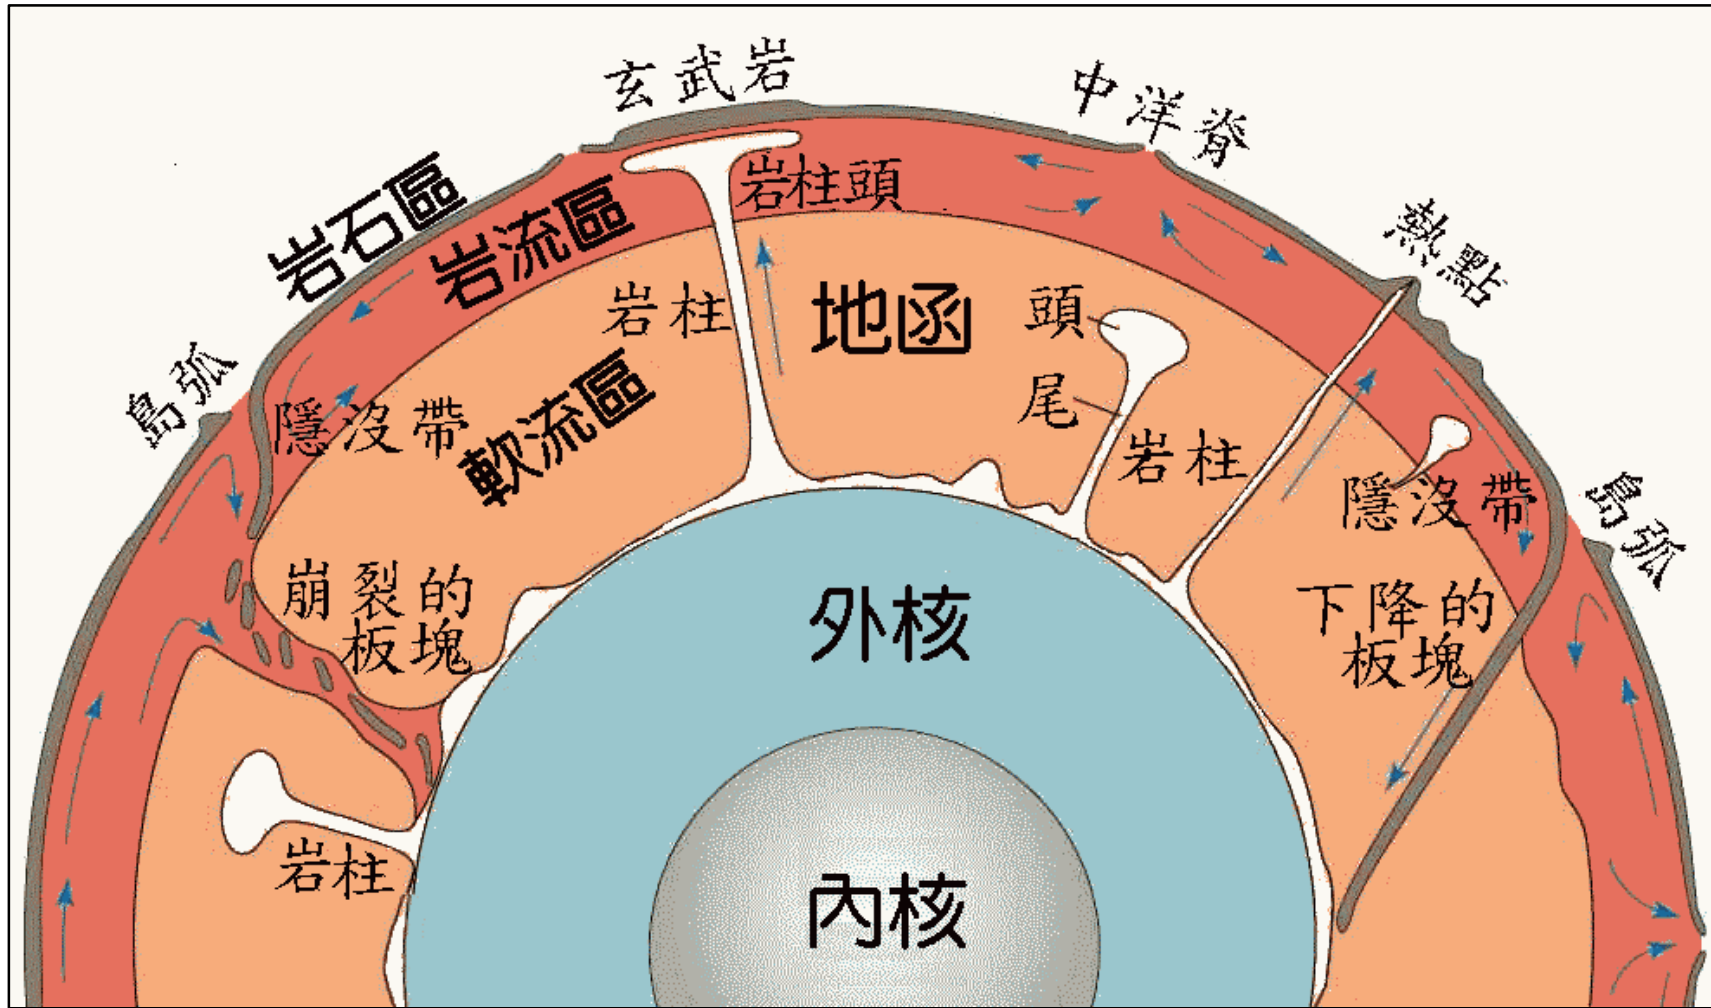 玄武岩
中洋脊
岩石區
岩流區
岩柱頭
熱點
島弧
岩柱
地函
頭
尾
隱沒帶
軟流區
岩柱
隱沒帶
島弧
崩裂的
板塊
外核
下降的
板塊
岩柱
內核